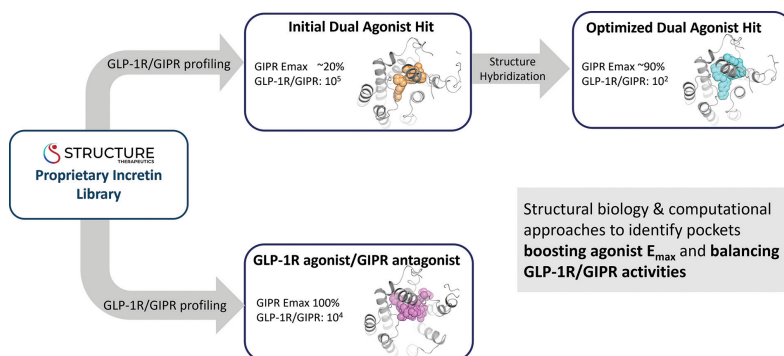 Initial Dual Agonist Hit
GIPR Emax ~20%
GLP-1R/GIPR: 10⁵
GLP-1R/GIPR profiling
Structure
Hybridization
Optimized Dual Agonist Hit
GIPR Emax ~90%
GLP-1R/GIPR: 10²
STRUCTURE
THERAPEUTICS
Proprietary Incretin
Library
Structural biology & computational
approaches to identify pockets
boosting agonist Eₘₐₓ and balancing
GLP-1R/GIPR activities
GLP-1R/GIPR profiling
GLP-1R agonist/GIPR antagonist
GIPR Emax 100%
GLP-1R/GIPR: 10⁴